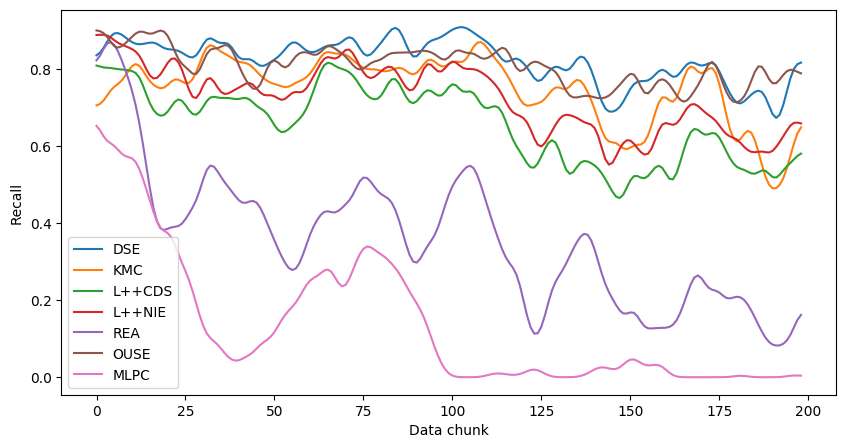 Recall
0.8
0.6
0.4
0.2
0.0
DSE
KMC
L++CDS
L++NIE
REA
OUSE
MLPC
0 25 50 75 100 125 150 175 200
Data chunk